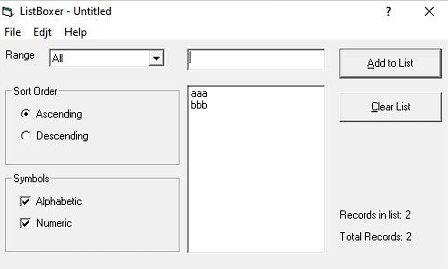 ListBoxer - Untitled
File Edjt Help
Range All Add to List
aaa
bbb
Clear List
Sort Order
Ascending
Descending
Symbols
Alphabetic
Numeric
Records in list: 2
Total Records: 2